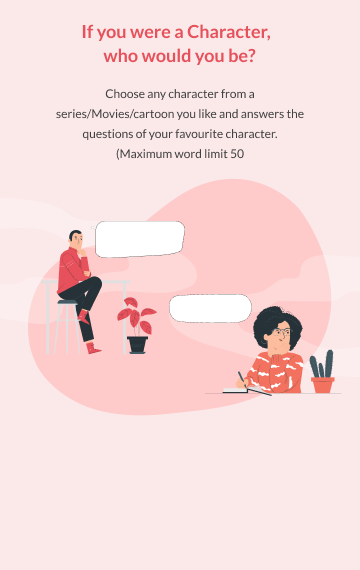 If you were a Character,
who would you be?
Choose any character from a
series/Movies/cartoon you like and answers the
questions of your favourite character.
(Maximum word limit 50